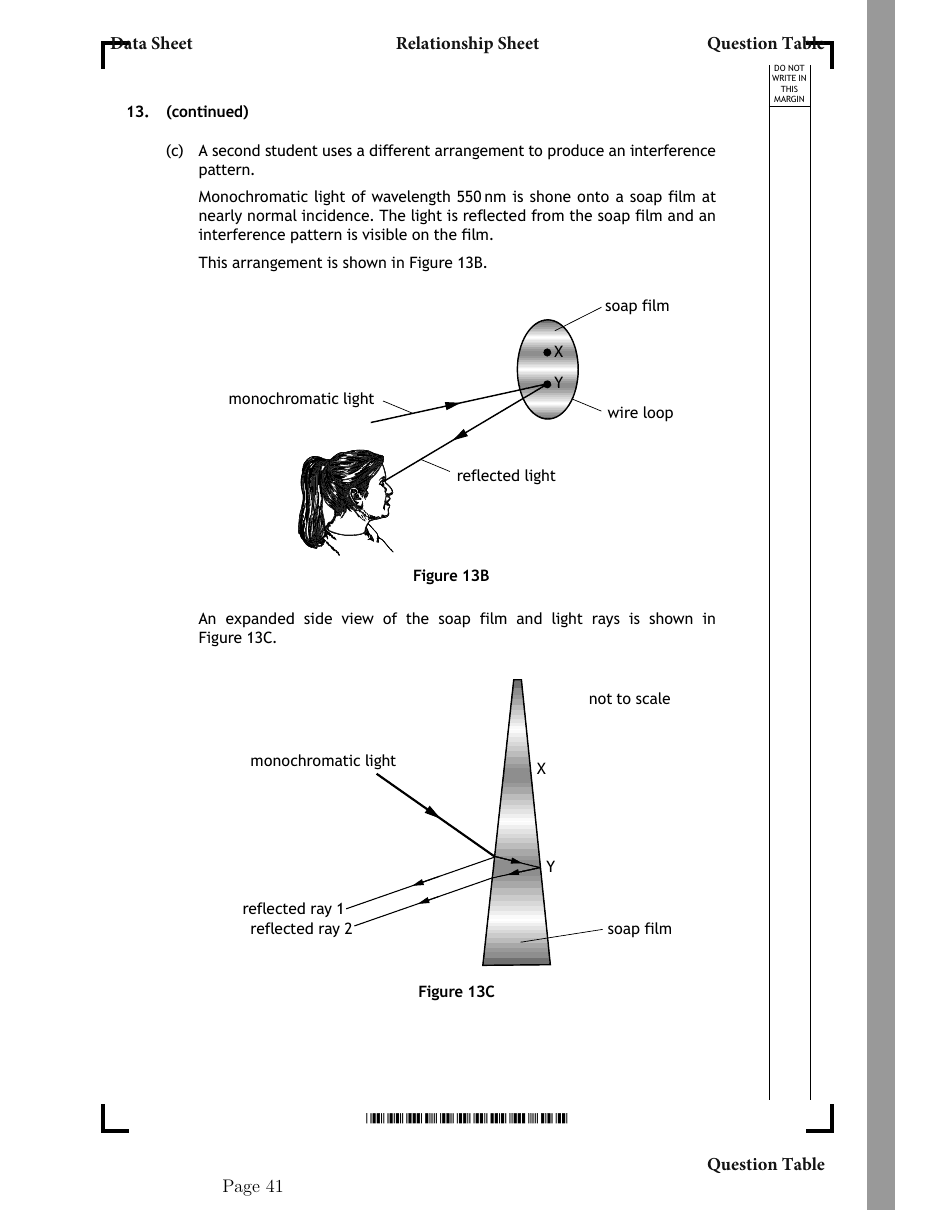 Data Sheet Relationship Sheet Question Table
DO NOT
WRITE IN
THIS
MARGIN
13. (continued)
(c) A second student uses a different arrangement to produce an interference
pattern.
Monochromatic light of wavelength 550 nm is shone onto a soap film at
nearly normal incidence. The light is reflected from the soap film and an
interference pattern is visible on the film.
This arrangement is shown in Figure 13B.
soap film
X
Y
monochromatic light
wire loop
reflected light
Figure 13B
An expanded side view of the soap film and light rays is shown in
Figure 13C.
not to scale
monochromatic light
X
Y
reflected ray 1
reflected ray 2
soap film
Figure 13C
Question Table
Page 41